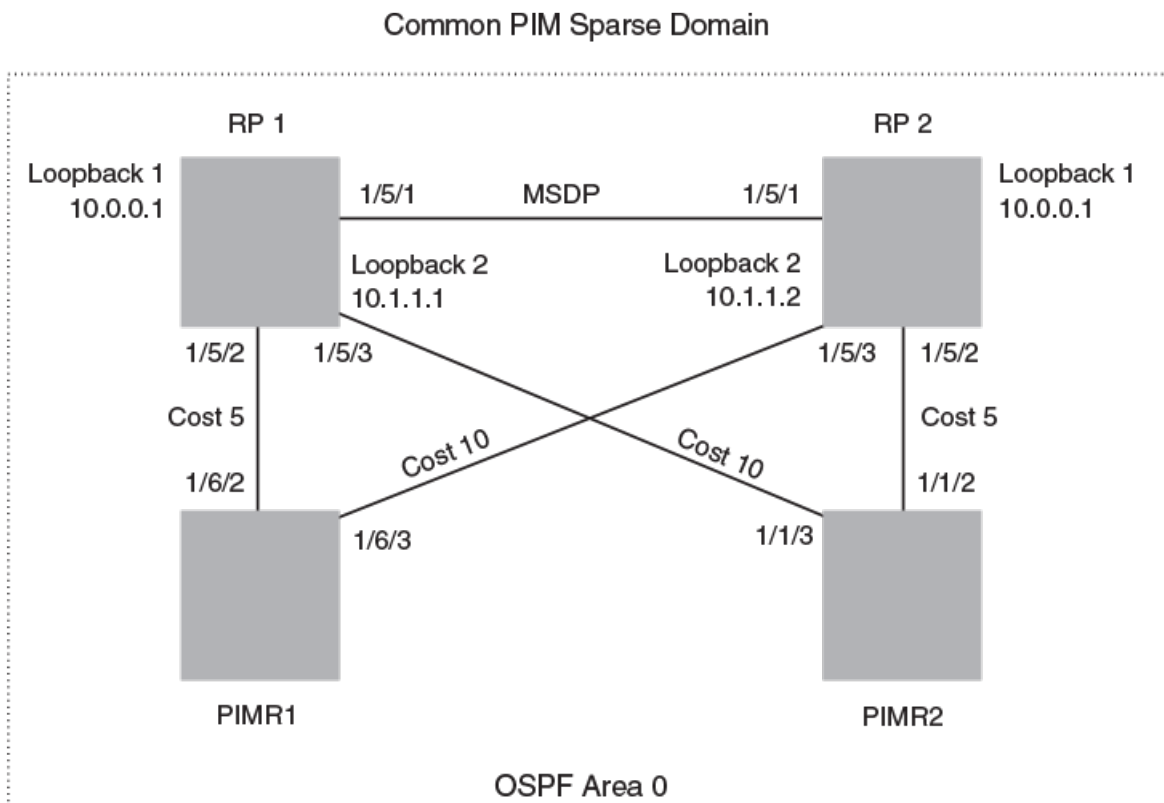 Common PIM Sparse Domain
RP 1
RP 2
Loopback 1
10.0.0.1
1/5/1
MSDP
1/5/1
Loopback 1
10.0.0.1
Loopback 2
10.1.1.1
Loopback 2
10.1.1.2
1/5/2
1/5/3
1/5/3
1/5/2
Cost 5
Cost 10
Cost 10
Cost 5
1/6/2
1/1/2
1/6/3
1/1/3
PIMR1
PIMR2
OSPF Area 0